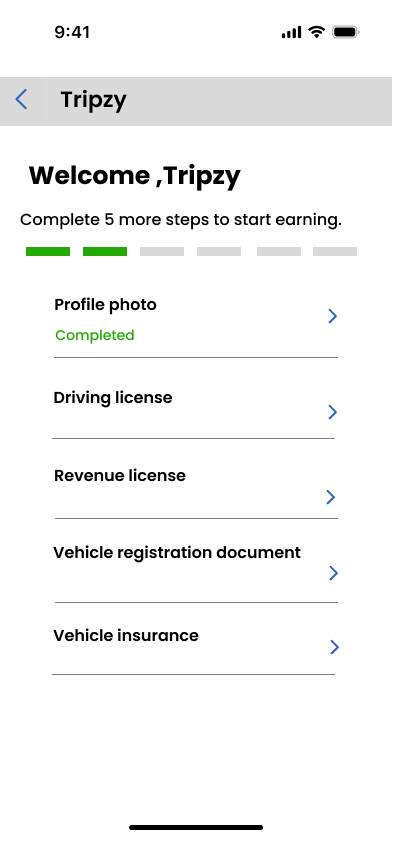 9:41
Tripzy
Welcome ,Tripzy
Complete 5 more steps to start earning.
Profile photo
Completed
Driving license
Revenue license
Vehicle registration document
Vehicle insurance